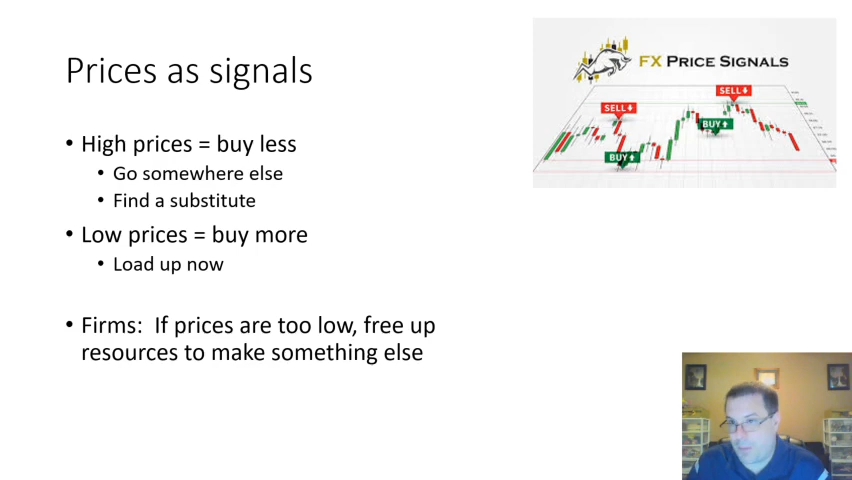 Prices as signals
• High prices = buy less
• Go somewhere else
• Find a substitute
• Low prices = buy more
• Load up now
• Firms:  If prices are too low, free up
resources to make something else
FX PRICE SIGNALS
SELL
SELL
BUY
BUY